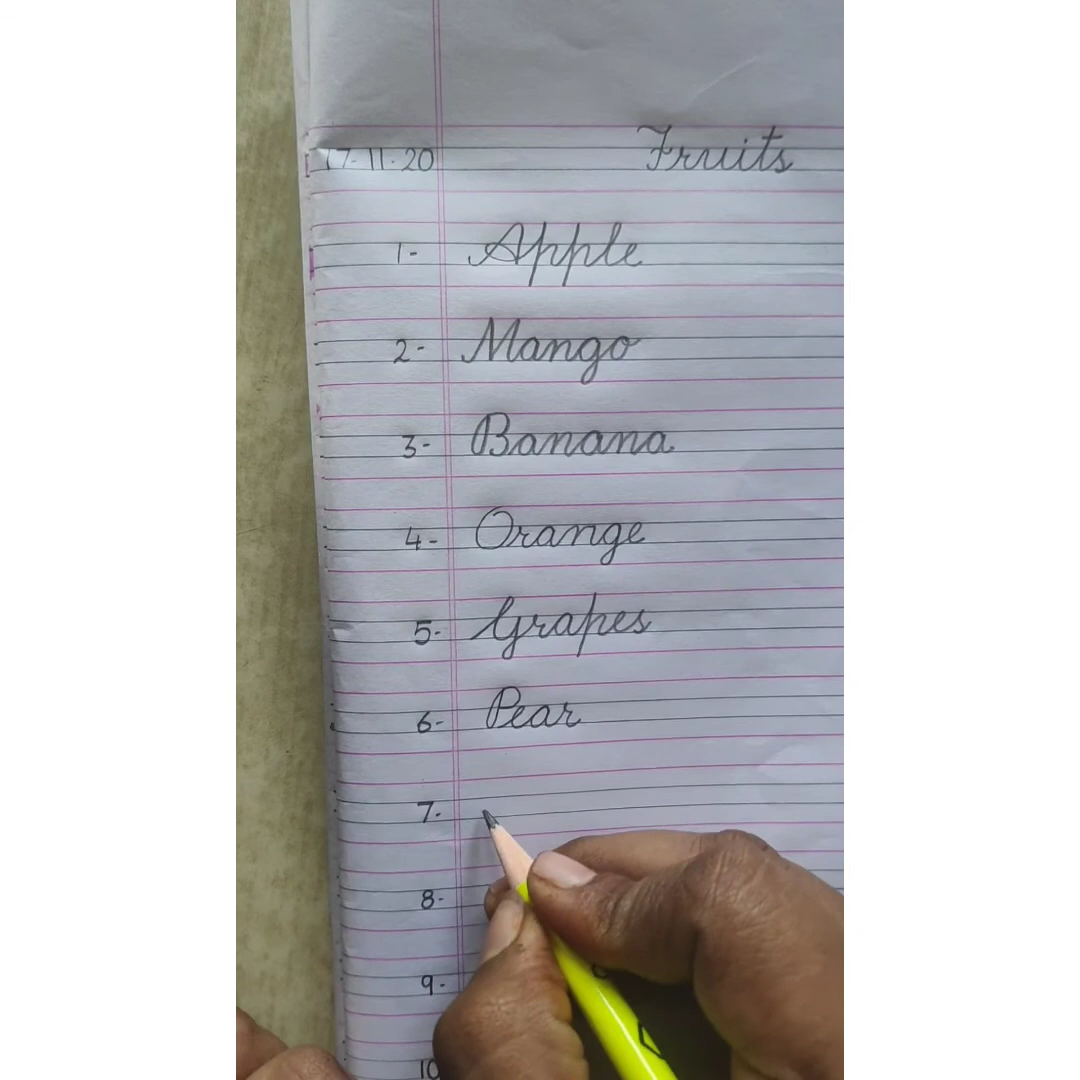 17-11-20 Fruits
1- Apple
2- Mango
3- Banana
4- Orange
5- Grapes
6- Pear
7-
8-
9-
10